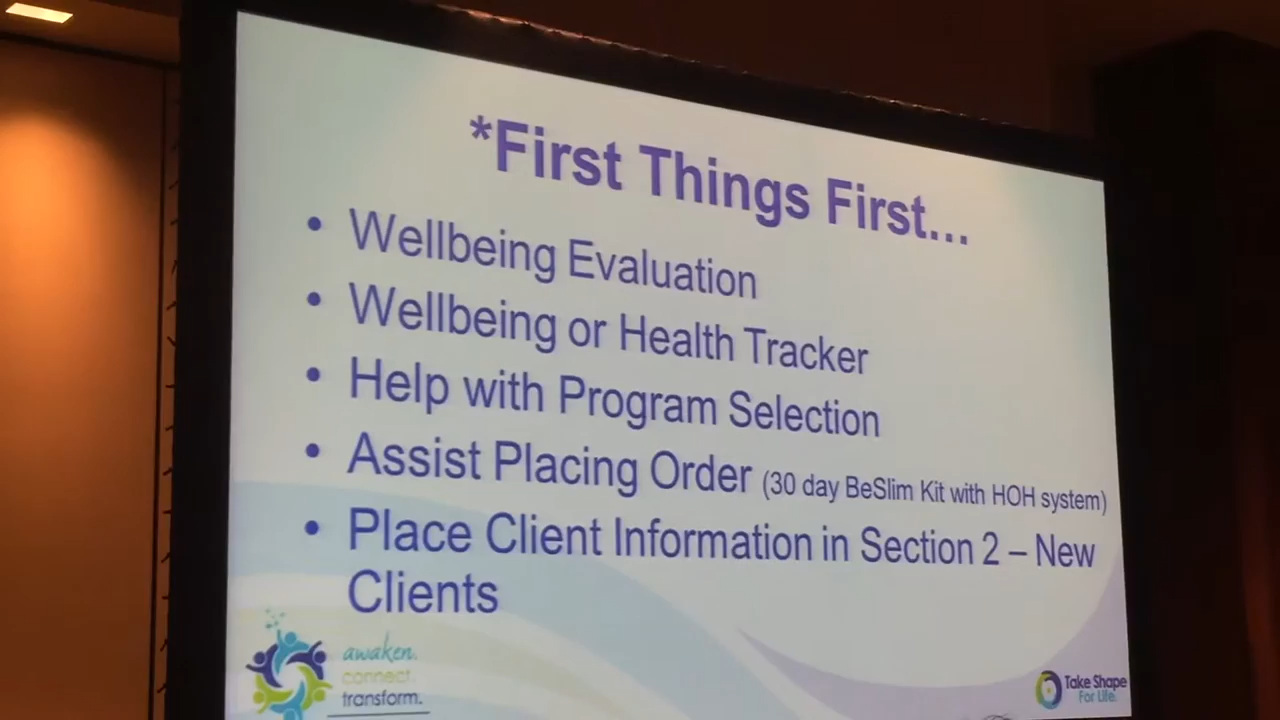 *First Things First...
• Wellbeing Evaluation
• Wellbeing or Health Tracker
• Help with Program Selection
• Assist Placing Order (30 day BeSlim Kit with HOH system)
• Place Client Information in Section 2 – New
Clients
awaken.
connect.
transform.
Take Shape
For Life.